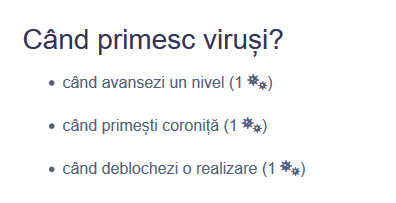 Când primesc viruși?
când avansezi un nivel (1 )
când primești coroniță (1 )
când deblochezi o realizare (1 )